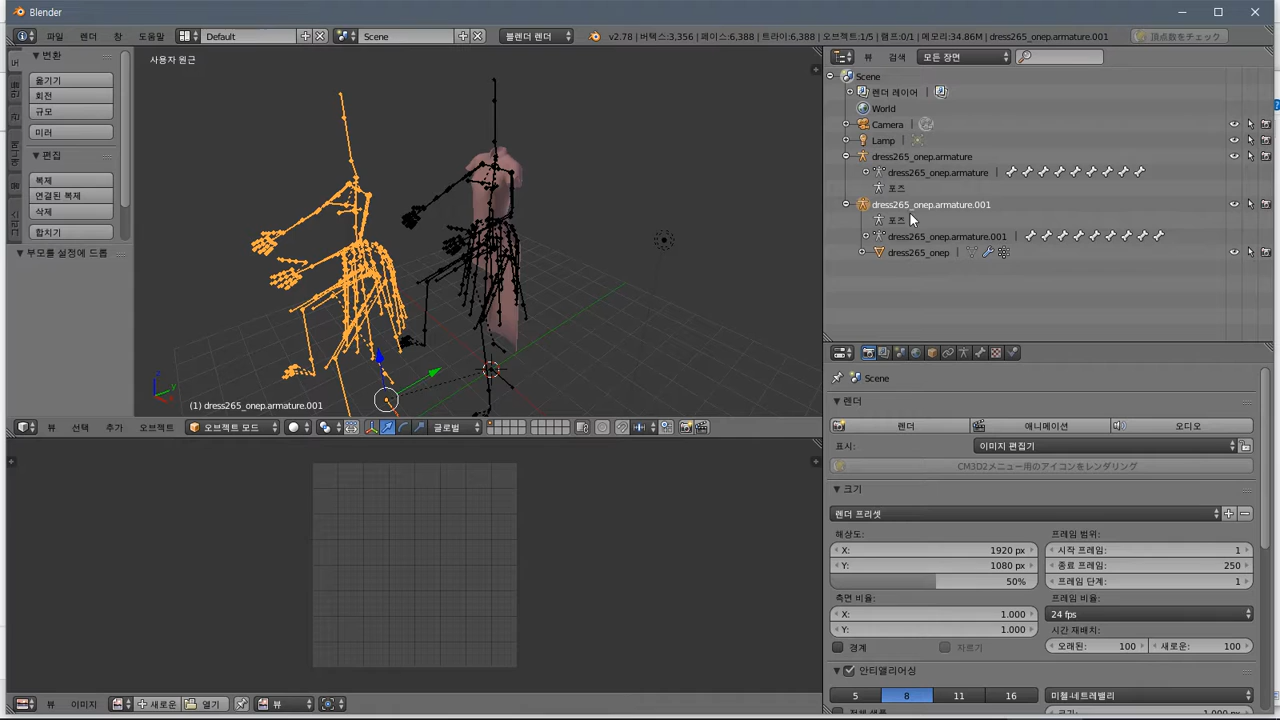 Blender
파일 렌더 창 도움말 Default Scene 블렌더 렌더 v2.78 | 버텍스:3,356 | 페이스:6,388 | 트라이:6,388 | 오브젝트:1/5 | 램프:0/1 | 메모리:34.86M | dress265_onep.armature.001 頂点数をチェック
변환
옮기기
회전
규모
미러
편집
복제
연결된 복제
삭제
합치기
부모를 설정에 드롭
사용자 원근
(1) dress265_onep.armature.001
뷰 선택 추가 오브젝트 오브젝트 모드 글로벌
뷰 이미지 새로운 열기 뷰
뷰 검색 모든 장면
Scene
렌더 레이어
World
Camera
Lamp
dress265_onep.armature
dress265_onep.armature
포즈
dress265_onep.armature.001
포즈
dress265_onep.armature.001
dress265_onep
Scene
렌더
렌더 애니메이션 오디오
표시: 이미지 편집기
CM3D2メニュー用のアイコンをレンダリング
크기
렌더 프리셋
해상도: 프레임 범위:
X: 1920 px 시작 프레임: 1
Y: 1080 px 종료 프레임: 250
50% 프레임 단계: 1
측면 비율: 프레임 비율:
X: 1.000 24 fps
Y: 1.000 시간 재배치:
경계 자르기 오래된: 100 새로운: 100
안티앨리어싱
5 8 11 16 미첼-네트레밸리